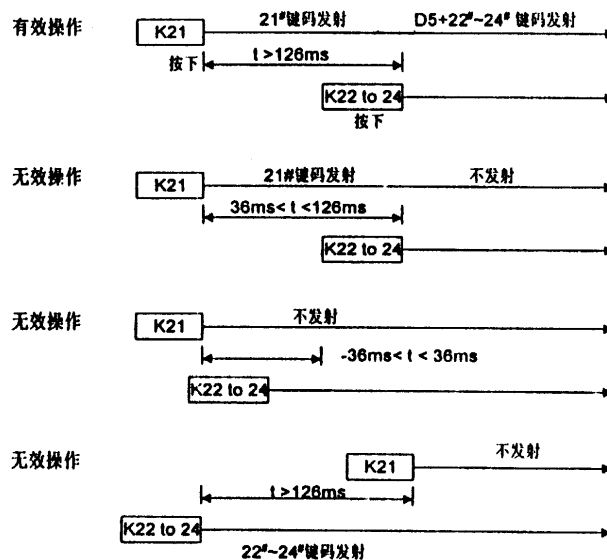 有效操作 K21 21#键码发射 D5+22#~24# 键码发射
按下 t >126ms
K22 to 24
按下
无效操作 K21 21#键码发射 不发射
36ms< t <126ms
K22 to 24
无效操作 K21 不发射
-36ms< t < 36ms
K22 to 24
无效操作 K21 不发射
t >126ms
K22 to 24
22#~24#键码发射